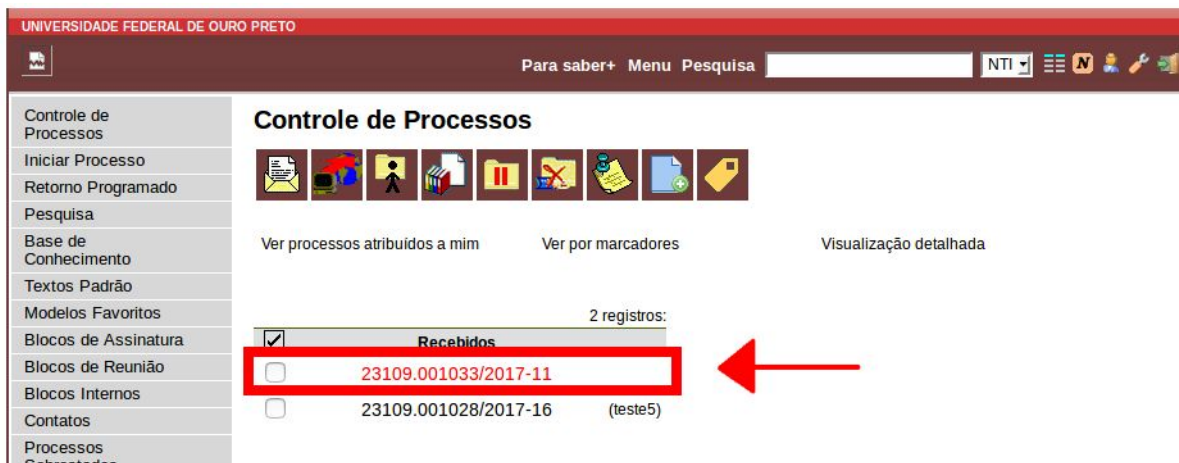 UNIVERSIDADE FEDERAL DE OURO PRETO
Para saber+ Menu Pesquisa NTI
Controle de
Processos
Iniciar Processo
Retorno Programado
Pesquisa
Base de
Conhecimento
Textos Padrão
Modelos Favoritos
Blocos de Assinatura
Blocos de Reunião
Blocos Internos
Contatos
Processos
Controle de Processos
N
Ver processos atribuídos a mim Ver por marcadores Visualização detalhada
2 registros:
Recebidos
23109.001033/2017-11
23109.001028/2017-16 (teste5)